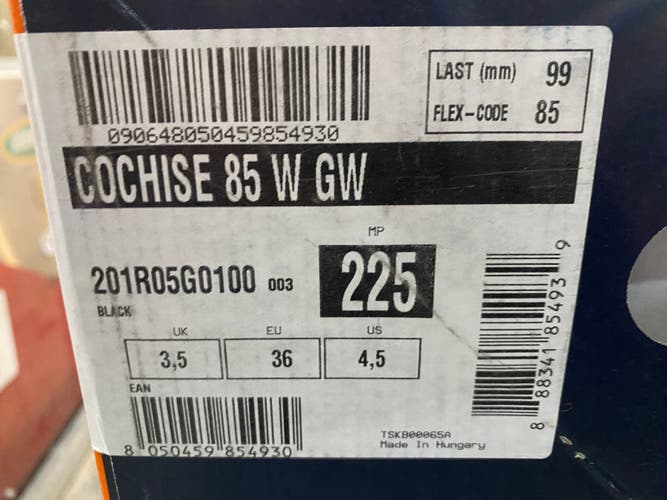 LAST (mm) 99
FLEX-CODE 85
090648050459854930
COCHISE 85 W GW
MP
201R05G0100 003 225
BLACK
UK EU US
3,5 36 4,5
EAN
8 050459 854930
8 88341 85493 9
TSKB00065A
Made In Hungary